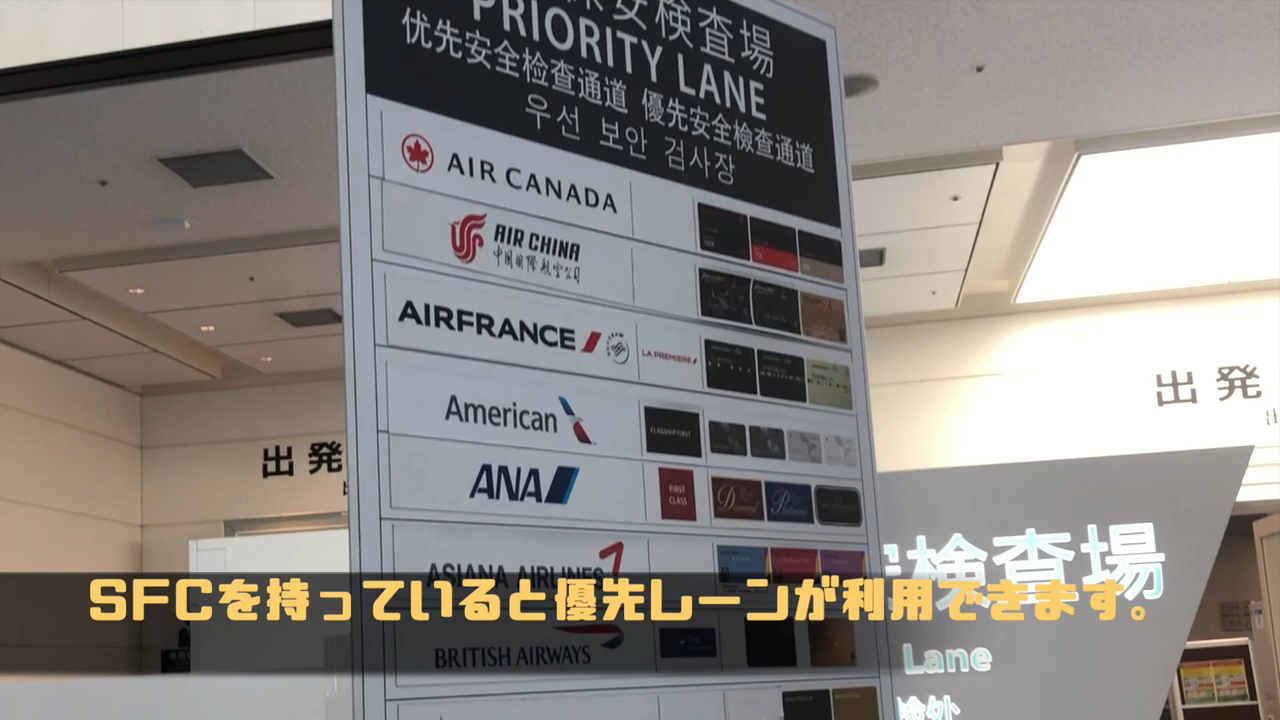 検査場
PRIORITY LANE
优先安全检查通道 優先安全檢查通道
우선 보안 검사장
AIR CANADA
AIR CHINA
中国国際航空公司
AIRFRANCE
LA PREMIERE
American
FLAGSHIP FIRST
ANA
FIRST
CLASS
Diamond
Platinum
ASIANA AIRLINES
BRITISH AIRWAYS
First
出発
出発
検査場
Lane
SFCを持っていると優先レーンが利用できます。